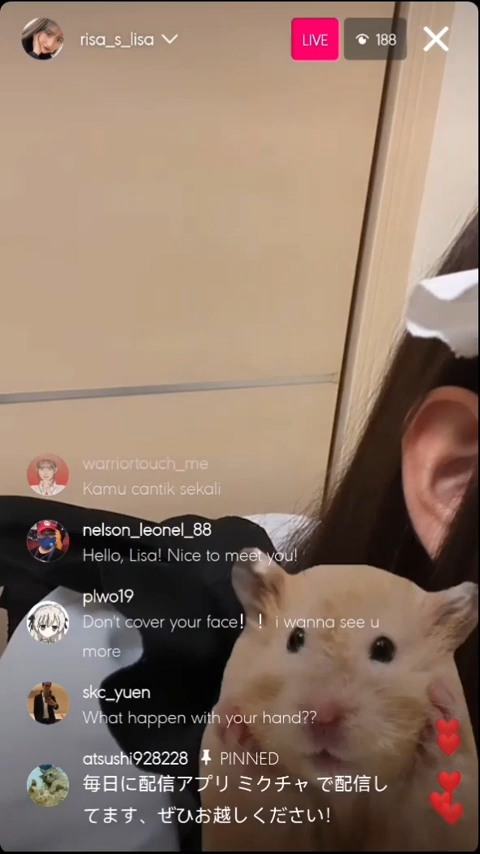 risa_s_lisa
LIVE
188
warriortouch_me
Kamu cantik sekali
nelson_leonel_88
Hello, Lisa! Nice to meet you!
plwo19
Don't cover your face！！ i wanna see u
more
skc_yuen
What happen with your hand??
atsushi928228 PINNED
毎日に配信アプリ ミクチャ で配信し
てます、ぜひお越しください！